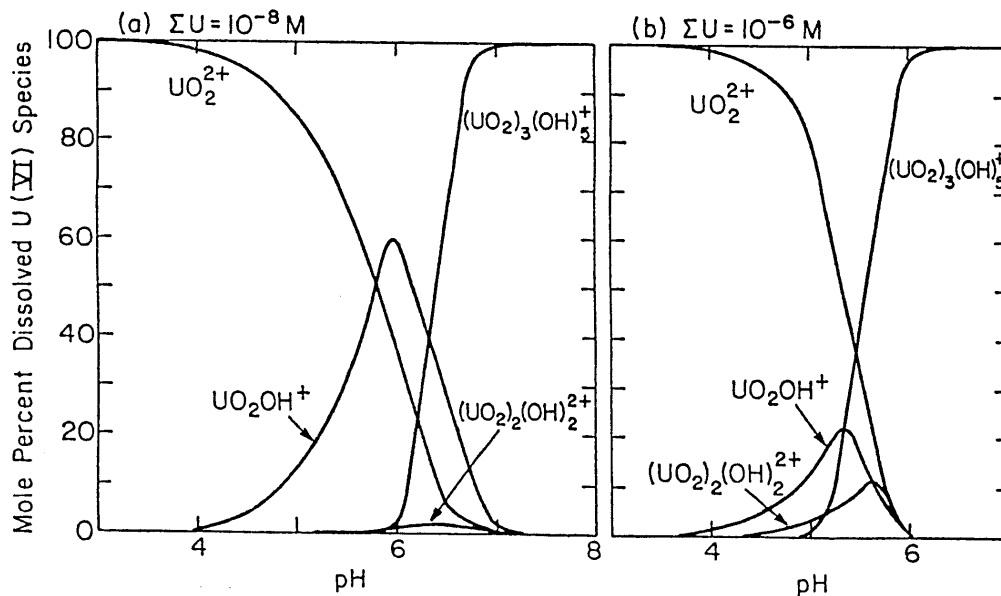 (a) ΣU = 10⁻⁸ M
(b) ΣU = 10⁻⁶ M
Mole Percent Dissolved U (VI) Species
100
80
60
40
20
0
UO₂²⁺
(UO₂)₃(OH)₅⁺
UO₂OH⁺
(UO₂)₂(OH)₂²⁺
4
6
8
pH
UO₂²⁺
(UO₂)₃(OH)₅⁺
UO₂OH⁺
(UO₂)₂(OH)₂²⁺
4
6
pH